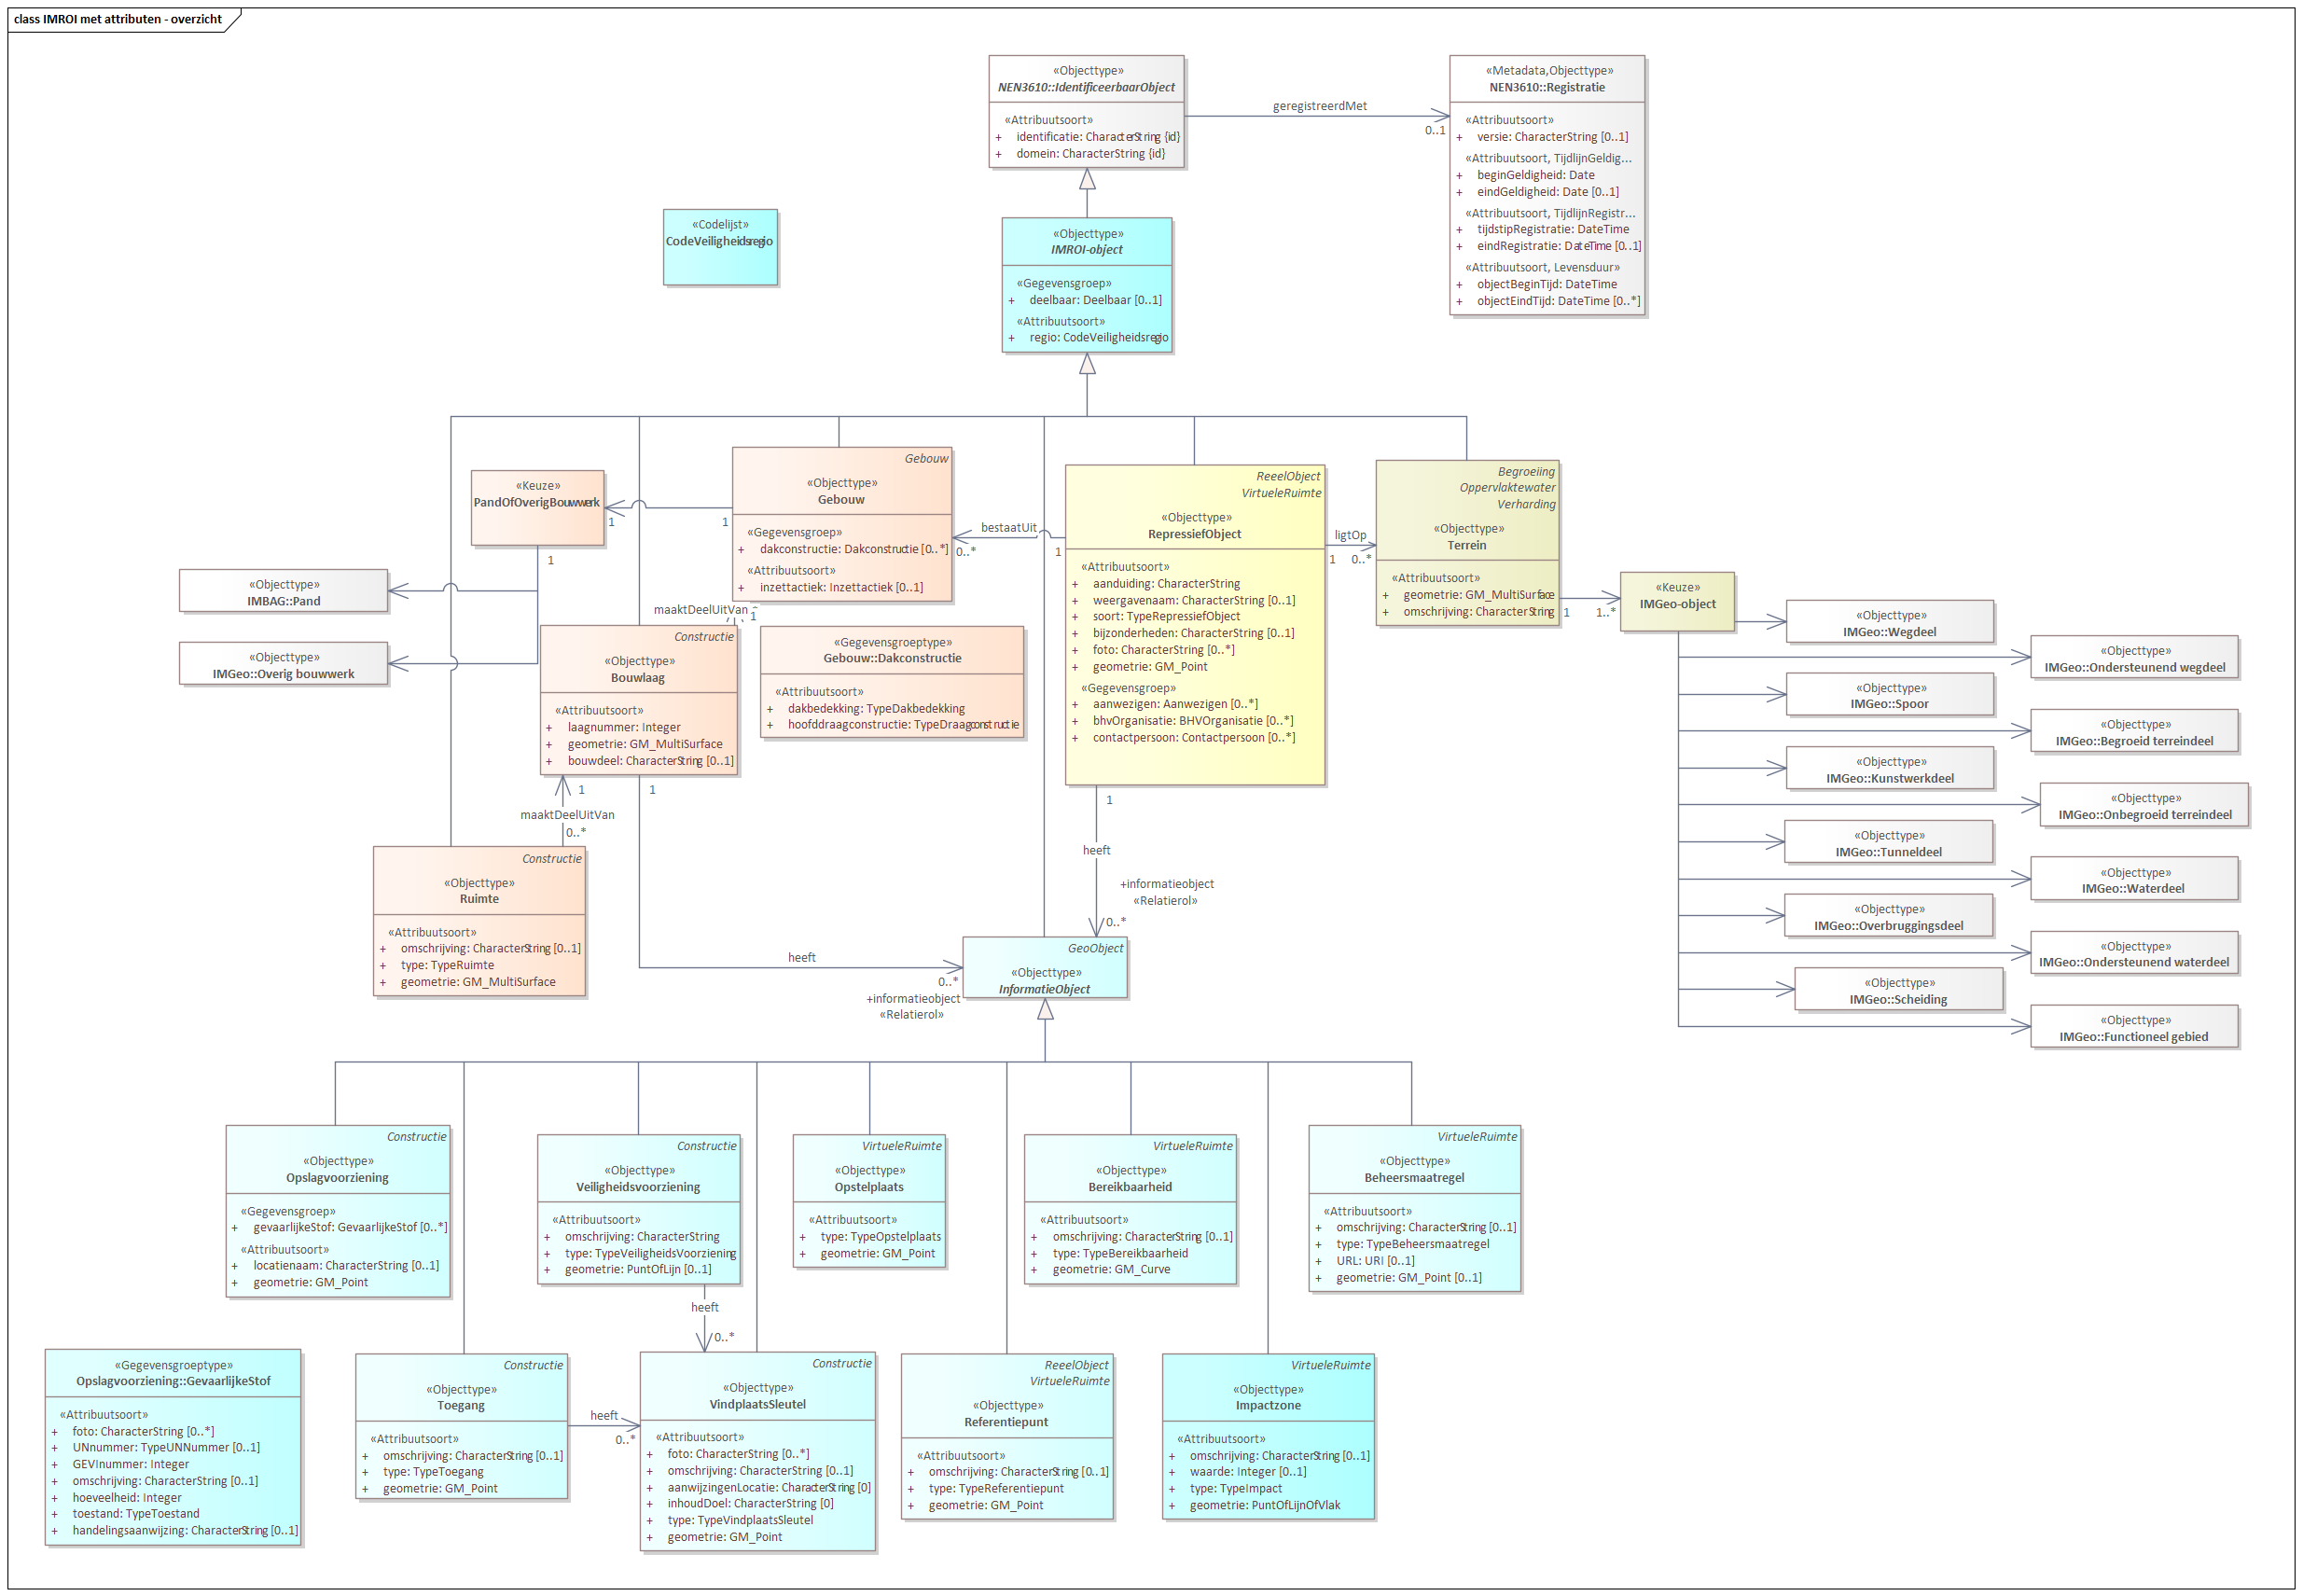 class IMROI met attributen - overzicht
«Objecttype»
NEN3610::IdentificeerbaarObject
«Attribuutsoort»
+ identificatie: CharacterString {id}
+ domein: CharacterString {id}
geregistreerdMet
0..1
«Metadata,Objecttype»
NEN3610::Registratie
«Attribuutsoort»
+ versie: CharacterString [0..1]
«Attribuutsoort, TijdlijnGeldig...
+ beginGeldigheid: Date
+ eindGeldigheid: Date [0..1]
«Attribuutsoort, TijdlijnRegistr...
+ tijdstipRegistratie: DateTime
+ eindRegistratie: DateTime [0..1]
«Attribuutsoort, Levensduur»
+ objectBeginTijd: DateTime
+ objectEindTijd: DateTime [0..*]
«Codelijst»
CodeVeiligheidsregio
«Objecttype»
IMROI-object
«Gegevensgroep»
+ deelbaar: Deelbaar [0..1]
«Attribuutsoort»
+ regio: CodeVeiligheidsregio
«Keuze»
PandOfOverigBouwwerk
1
1
1
Gebouw
«Objecttype»
Gebouw
«Gegevensgroep»
+ dakconstructie: Dakconstructie [0..*]
«Attribuutsoort»
+ inzettactiek: Inzettactiek [0..1]
bestaatUit
0..*
1
ReeelObject
VirtueleRuimte
«Objecttype»
RepressiefObject
«Attribuutsoort»
+ aanduiding: CharacterString
+ weergavenaam: CharacterString [0..1]
+ soort: TypeRepressiefObject
+ bijzonderheden: CharacterString [0..1]
+ foto: CharacterString [0..*]
+ geometrie: GM_Point
«Gegevensgroep»
+ aanwezigen: Aanwezigen [0..*]
+ bhvOrganisatie: BHVOrganisatie [0..*]
+ contactpersoon: Contactpersoon [0..*]
ligtOp
1
0..*
Begroeiing
Oppervlaktewater
Verharding
«Objecttype»
Terrein
«Attribuutsoort»
+ geometrie: GM_MultiSurface
+ omschrijving: CharacterString
1
1..*
«Keuze»
IMGeo-object
«Objecttype»
IMGeo::Wegdeel
«Objecttype»
IMGeo::Ondersteunend wegdeel
«Objecttype»
IMGeo::Spoor
«Objecttype»
IMGeo::Begroeid terreindeel
«Objecttype»
IMGeo::Kunstwerkdeel
«Objecttype»
IMGeo::Onbegroeid terreindeel
«Objecttype»
IMGeo::Tunneldeel
«Objecttype»
IMGeo::Waterdeel
«Objecttype»
IMGeo::Overbruggingsdeel
«Objecttype»
IMGeo::Ondersteunend waterdeel
«Objecttype»
IMGeo::Scheiding
«Objecttype»
IMGeo::Functioneel gebied
«Objecttype»
IMBAG::Pand
«Objecttype»
IMGeo::Overig bouwwerk
maaktDeelUitVan
1
Constructie
«Objecttype»
Bouwlaag
«Attribuutsoort»
+ laagnummer: Integer
+ geometrie: GM_MultiSurface
+ bouwdeel: CharacterString [0..1]
«Gegevensgroeptype»
Gebouw::Dakconstructie
«Attribuutsoort»
+ dakbedekking: TypeDakbedekking
+ hoofddraagconstructie: TypeDraagconstructie
1
maaktDeelUitVan
0..*
1
Constructie
«Objecttype»
Ruimte
«Attribuutsoort»
+ omschrijving: CharacterString [0..1]
+ type: TypeRuimte
+ geometrie: GM_MultiSurface
1
heeft
+informatieobject
«Relatierol»
0..*
heeft
0..*
+informatieobject
«Relatierol»
GeoObject
«Objecttype»
InformatieObject
Constructie
«Objecttype»
Opslagvoorziening
«Gegevensgroep»
+ gevaarlijkeStof: GevaarlijkeStof [0..*]
«Attribuutsoort»
+ locatienaam: CharacterString [0..1]
+ geometrie: GM_Point
Constructie
«Objecttype»
Veiligheidsvoorziening
«Attribuutsoort»
+ omschrijving: CharacterString
+ type: TypeVeiligheidsVoorziening
+ geometrie: PuntOfLijn [0..1]
VirtueleRuimte
«Objecttype»
Opstelplaats
«Attribuutsoort»
+ type: TypeOpstelplaats
+ geometrie: GM_Point
VirtueleRuimte
«Objecttype»
Bereikbaarheid
«Attribuutsoort»
+ omschrijving: CharacterString [0..1]
+ type: TypeBereikbaarheid
+ geometrie: GM_Curve
VirtueleRuimte
«Objecttype»
Beheersmaatregel
«Attribuutsoort»
+ omschrijving: CharacterString [0..1]
+ type: TypeBeheersmaatregel
+ URL: URI [0..1]
+ geometrie: GM_Point [0..1]
heeft
0..*
«Gegevensgroeptype»
Opslagvoorziening::GevaarlijkeStof
«Attribuutsoort»
+ foto: CharacterString [0..*]
+ UNnummer: TypeUNNummer [0..1]
+ GEVInummer: Integer
+ omschrijving: CharacterString [0..1]
+ hoeveelheid: Integer
+ toestand: TypeToestand
+ handelingsaanwijzing: CharacterString [0..1]
Constructie
«Objecttype»
Toegang
«Attribuutsoort»
+ omschrijving: CharacterString [0..1]
+ type: TypeToegang
+ geometrie: GM_Point
heeft
0..*
Constructie
«Objecttype»
VindplaatsSleutel
«Attribuutsoort»
+ foto: CharacterString [0..*]
+ omschrijving: CharacterString [0..1]
+ aanwijzingenLocatie: CharacterString [0]
+ inhoudDoel: CharacterString [0]
+ type: TypeVindplaatsSleutel
+ geometrie: GM_Point
ReeelObject
VirtueleRuimte
«Objecttype»
Referentiepunt
«Attribuutsoort»
+ omschrijving: CharacterString [0..1]
+ type: TypeReferentiepunt
+ geometrie: GM_Point
VirtueleRuimte
«Objecttype»
Impactzone
«Attribuutsoort»
+ omschrijving: CharacterString [0..1]
+ waarde: Integer [0..1]
+ type: TypeImpact
+ geometrie: PuntOfLijnOfVlak